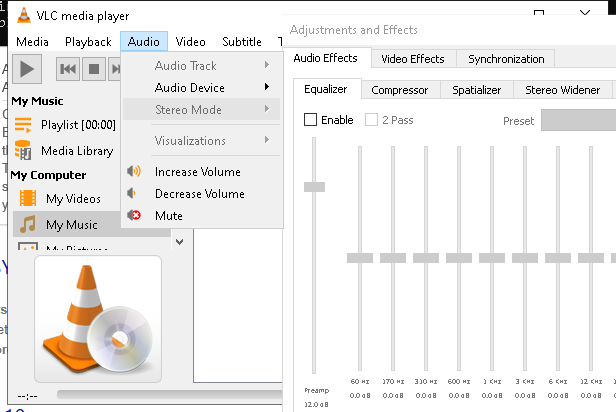 VLC media player
Media Playback Audio Video Subtitle
Adjustments and Effects
Audio Effects Video Effects Synchronization
Equalizer Compressor Spatializer Stereo Widener
Enable 2 Pass Preset
Audio Track
Audio Device
Stereo Mode
Visualizations
Increase Volume
Decrease Volume
Mute
My Music
Playlist [00:00]
Media Library
My Computer
My Videos
My Music
My Pictures
60 Hz 170 Hz 310 Hz 600 Hz 1 KHz 3 KHz 6 KHz 12 KHz
Preamp 0.0 dB 0.0 dB 0.0 dB 0.0 dB 0.0 dB 0.0 dB 0.0 dB 0.0 dB
12.0 dB
--:--